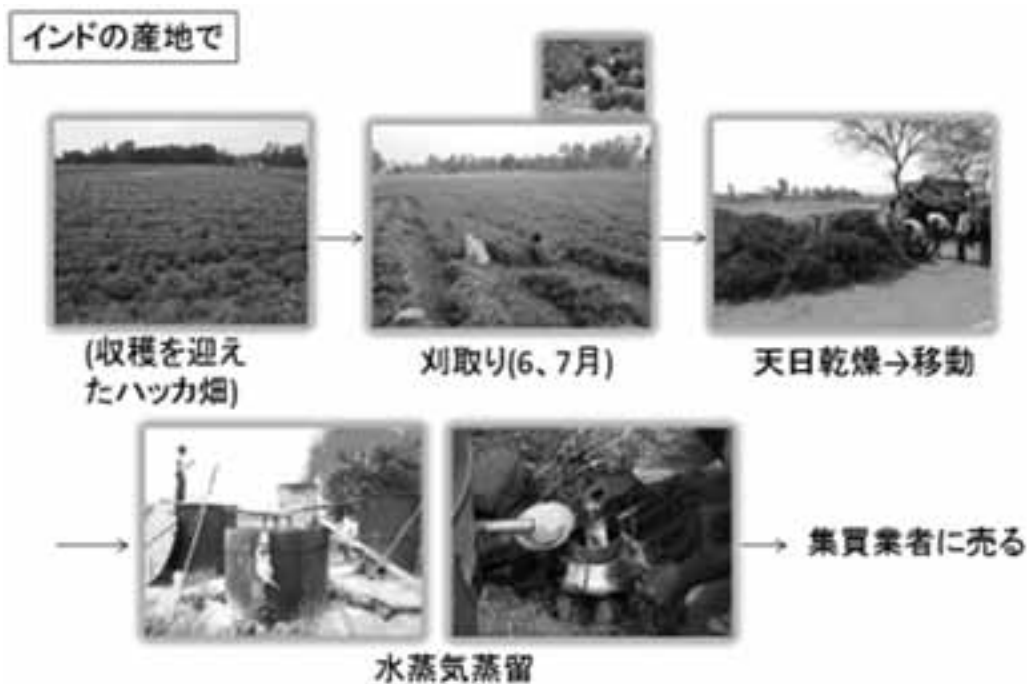 インドの産地で
(収穫を迎え
たハッカ畑)
刈取り(6、7月)
天日乾燥→移動
水蒸気蒸留
集買業者に売る